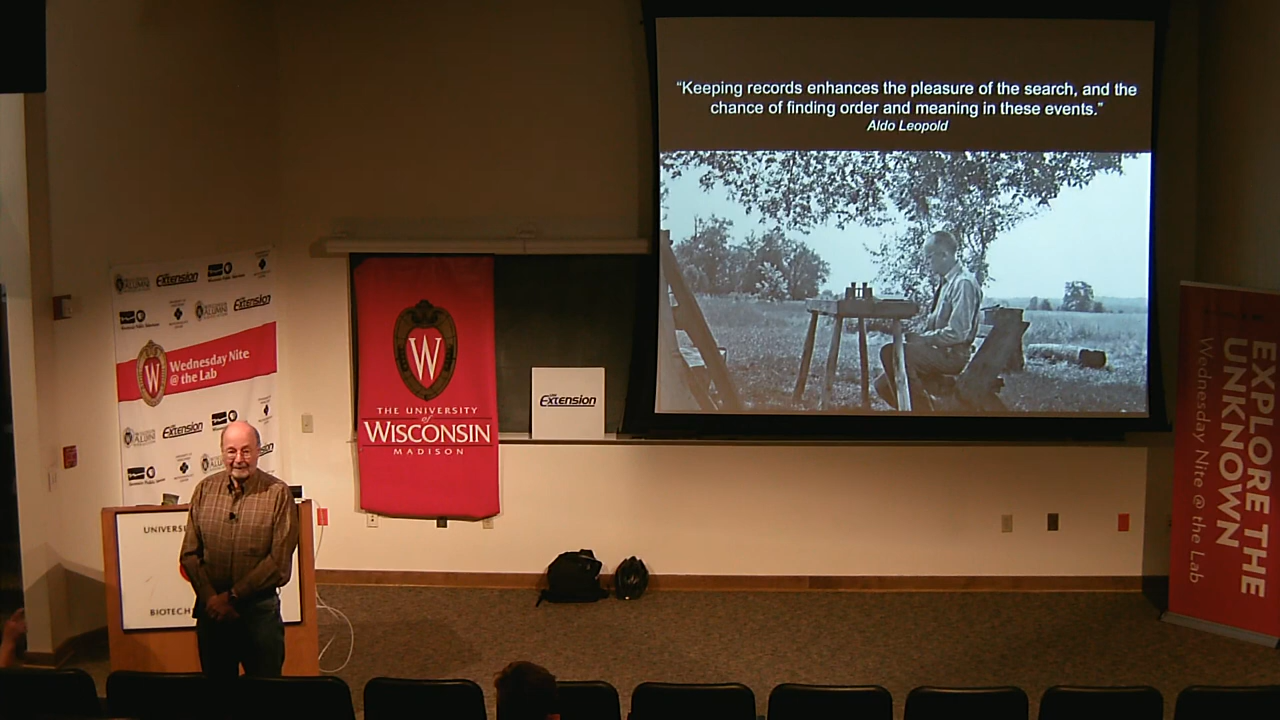 “Keeping records enhances the pleasure of the search, and the
chance of finding order and meaning in these events.”
Aldo Leopold
Extension
Extension
Wednesday Nite
@ the Lab
Extension
W
THE UNIVERSITY
of
WISCONSIN
MADISON
Extension
UNIVERSI
BIOTECH
EXPLORE THE
UNKNOWN
Wednesday Nite @ the Lab